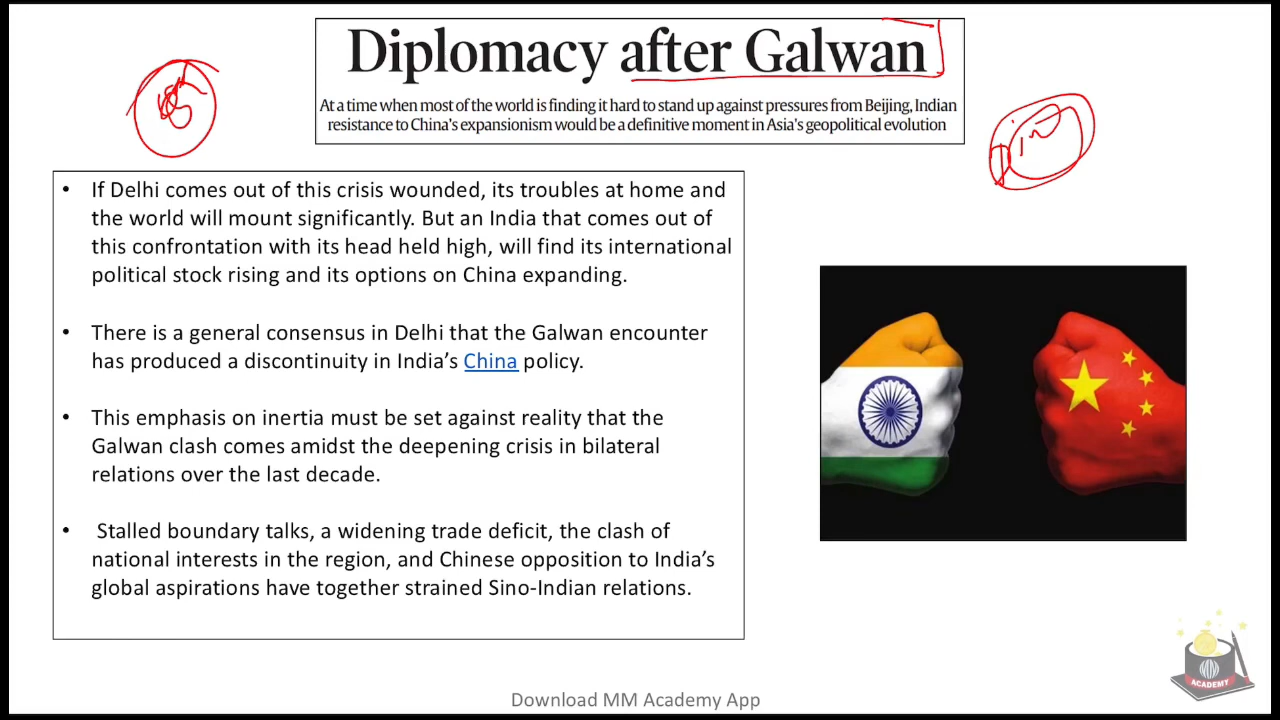 Diplomacy after Galwan
At a time when most of the world is finding it hard to stand up against pressures from Beijing, Indian
resistance to China's expansionism would be a definitive moment in Asia's geopolitical evolution
• If Delhi comes out of this crisis wounded, its troubles at home and
the world will mount significantly. But an India that comes out of
this confrontation with its head held high, will find its international
political stock rising and its options on China expanding.
• There is a general consensus in Delhi that the Galwan encounter
has produced a discontinuity in India’s China policy.
• This emphasis on inertia must be set against reality that the
Galwan clash comes amidst the deepening crisis in bilateral
relations over the last decade.
• Stalled boundary talks, a widening trade deficit, the clash of
national interests in the region, and Chinese opposition to India’s
global aspirations have together strained Sino-Indian relations.
ACADEMY
Download MM Academy App